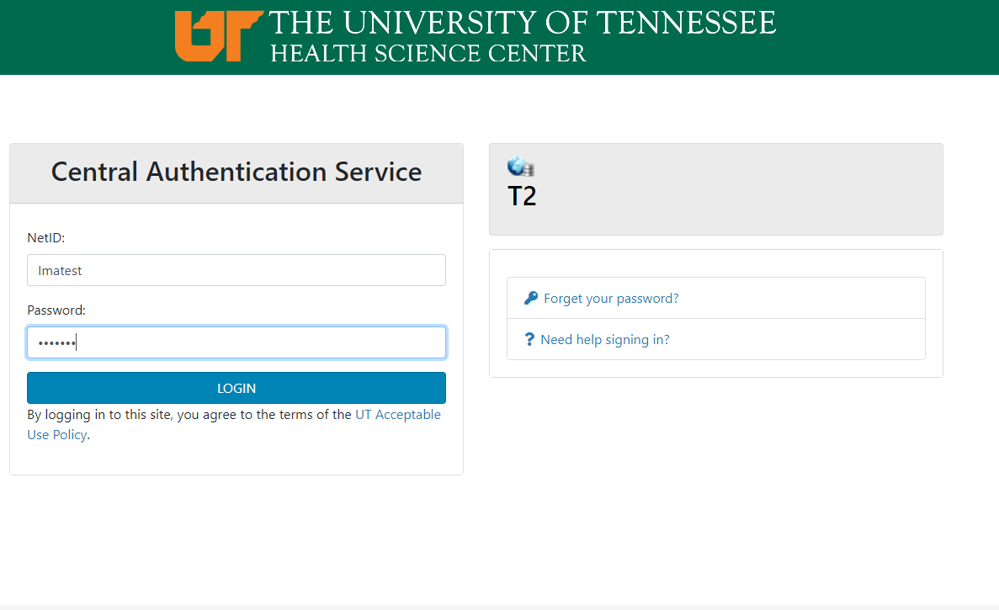 UT THE UNIVERSITY OF TENNESSEE
HEALTH SCIENCE CENTER
Central Authentication Service
NetID:
Imatest
Password:
•••••••
LOGIN
By logging in to this site, you agree to the terms of the UT Acceptable
Use Policy.
T2
Forget your password?
? Need help signing in?